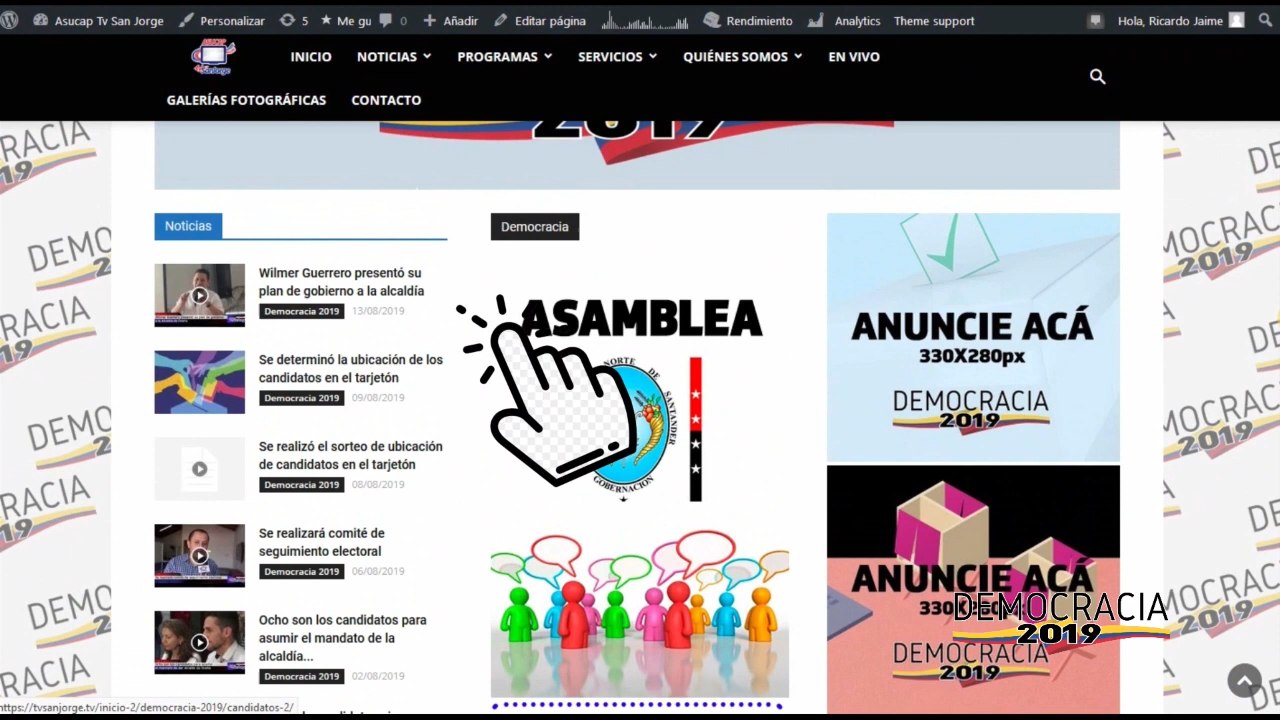 Asucap Tv San Jorge Personalizar 5 Me gu 0 Añadir Editar página Rendimiento Analytics Theme support Hola, Ricardo Jaime
ASUCAP
SanJorge
INICIO NOTICIAS PROGRAMAS SERVICIOS QUIÉNES SOMOS EN VIVO
GALERÍAS FOTOGRÁFICAS CONTACTO
2019
Noticias
Wilmer Guerrero presentó su
plan de gobierno a la alcaldía
Democracia 2019 13/08/2019
Se determinó la ubicación de los
candidatos en el tarjetón
Democracia 2019 09/08/2019
Se realizó el sorteo de ubicación
de candidatos en el tarjetón
Democracia 2019 08/08/2019
Se realizará comité de
seguimiento electoral
Democracia 2019 06/08/2019
Ocho son los candidatos para
asumir el mandato de la
alcaldía...
Democracia 2019 02/08/2019
Democracia
ASAMBLEA
NORTE DE SANTANDER
GOBERNACION
ANUNCIE ACÁ
330X280px
DEMOCRACIA
2019
ANUNCIE ACÁ
DEMOCRACIA
2019
DEMOCRACIA
2019
https://tvsanjorge.tv/inicio-2/democracia-2019/candidatos-2/